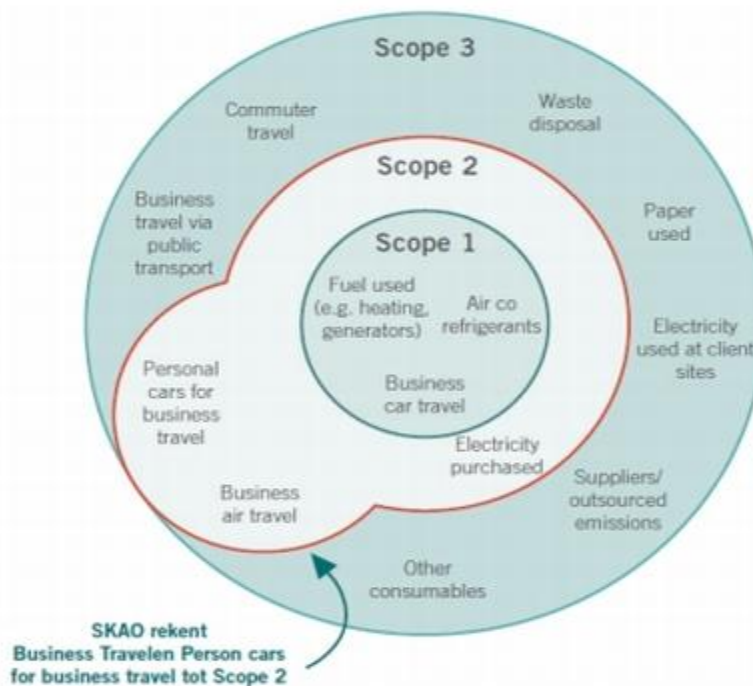 Scope 3
Commuter
travel
Waste
disposal
Scope 2
Business
travel via
public
transport
Paper
used
Scope 1
Fuel used
(e.g. heating,
generators)
Air co
refrigerants
Electricity
used at client
sites
Personal
cars for
business
travel
Business
car travel
Electricity
purchased
Business
air travel
Suppliers/
outsourced
emissions
Other
consumables
SKAO rekent
Business Travelen Person cars
for business travel tot Scope 2